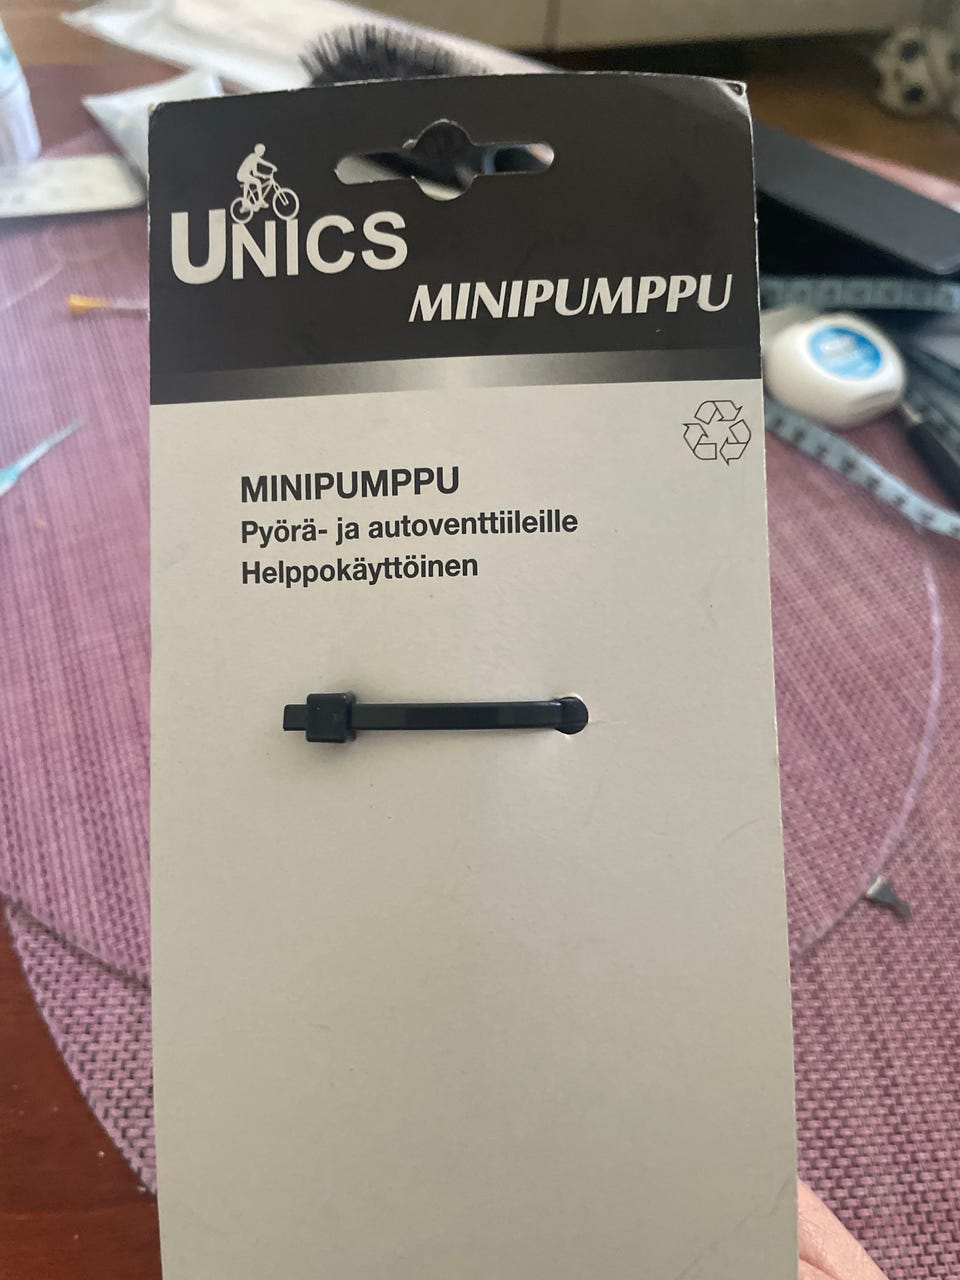 UNICS
MINIPUMPPU
MINIPUMPPU
Pyörä- ja autoventtiileille
Helppokäyttöinen